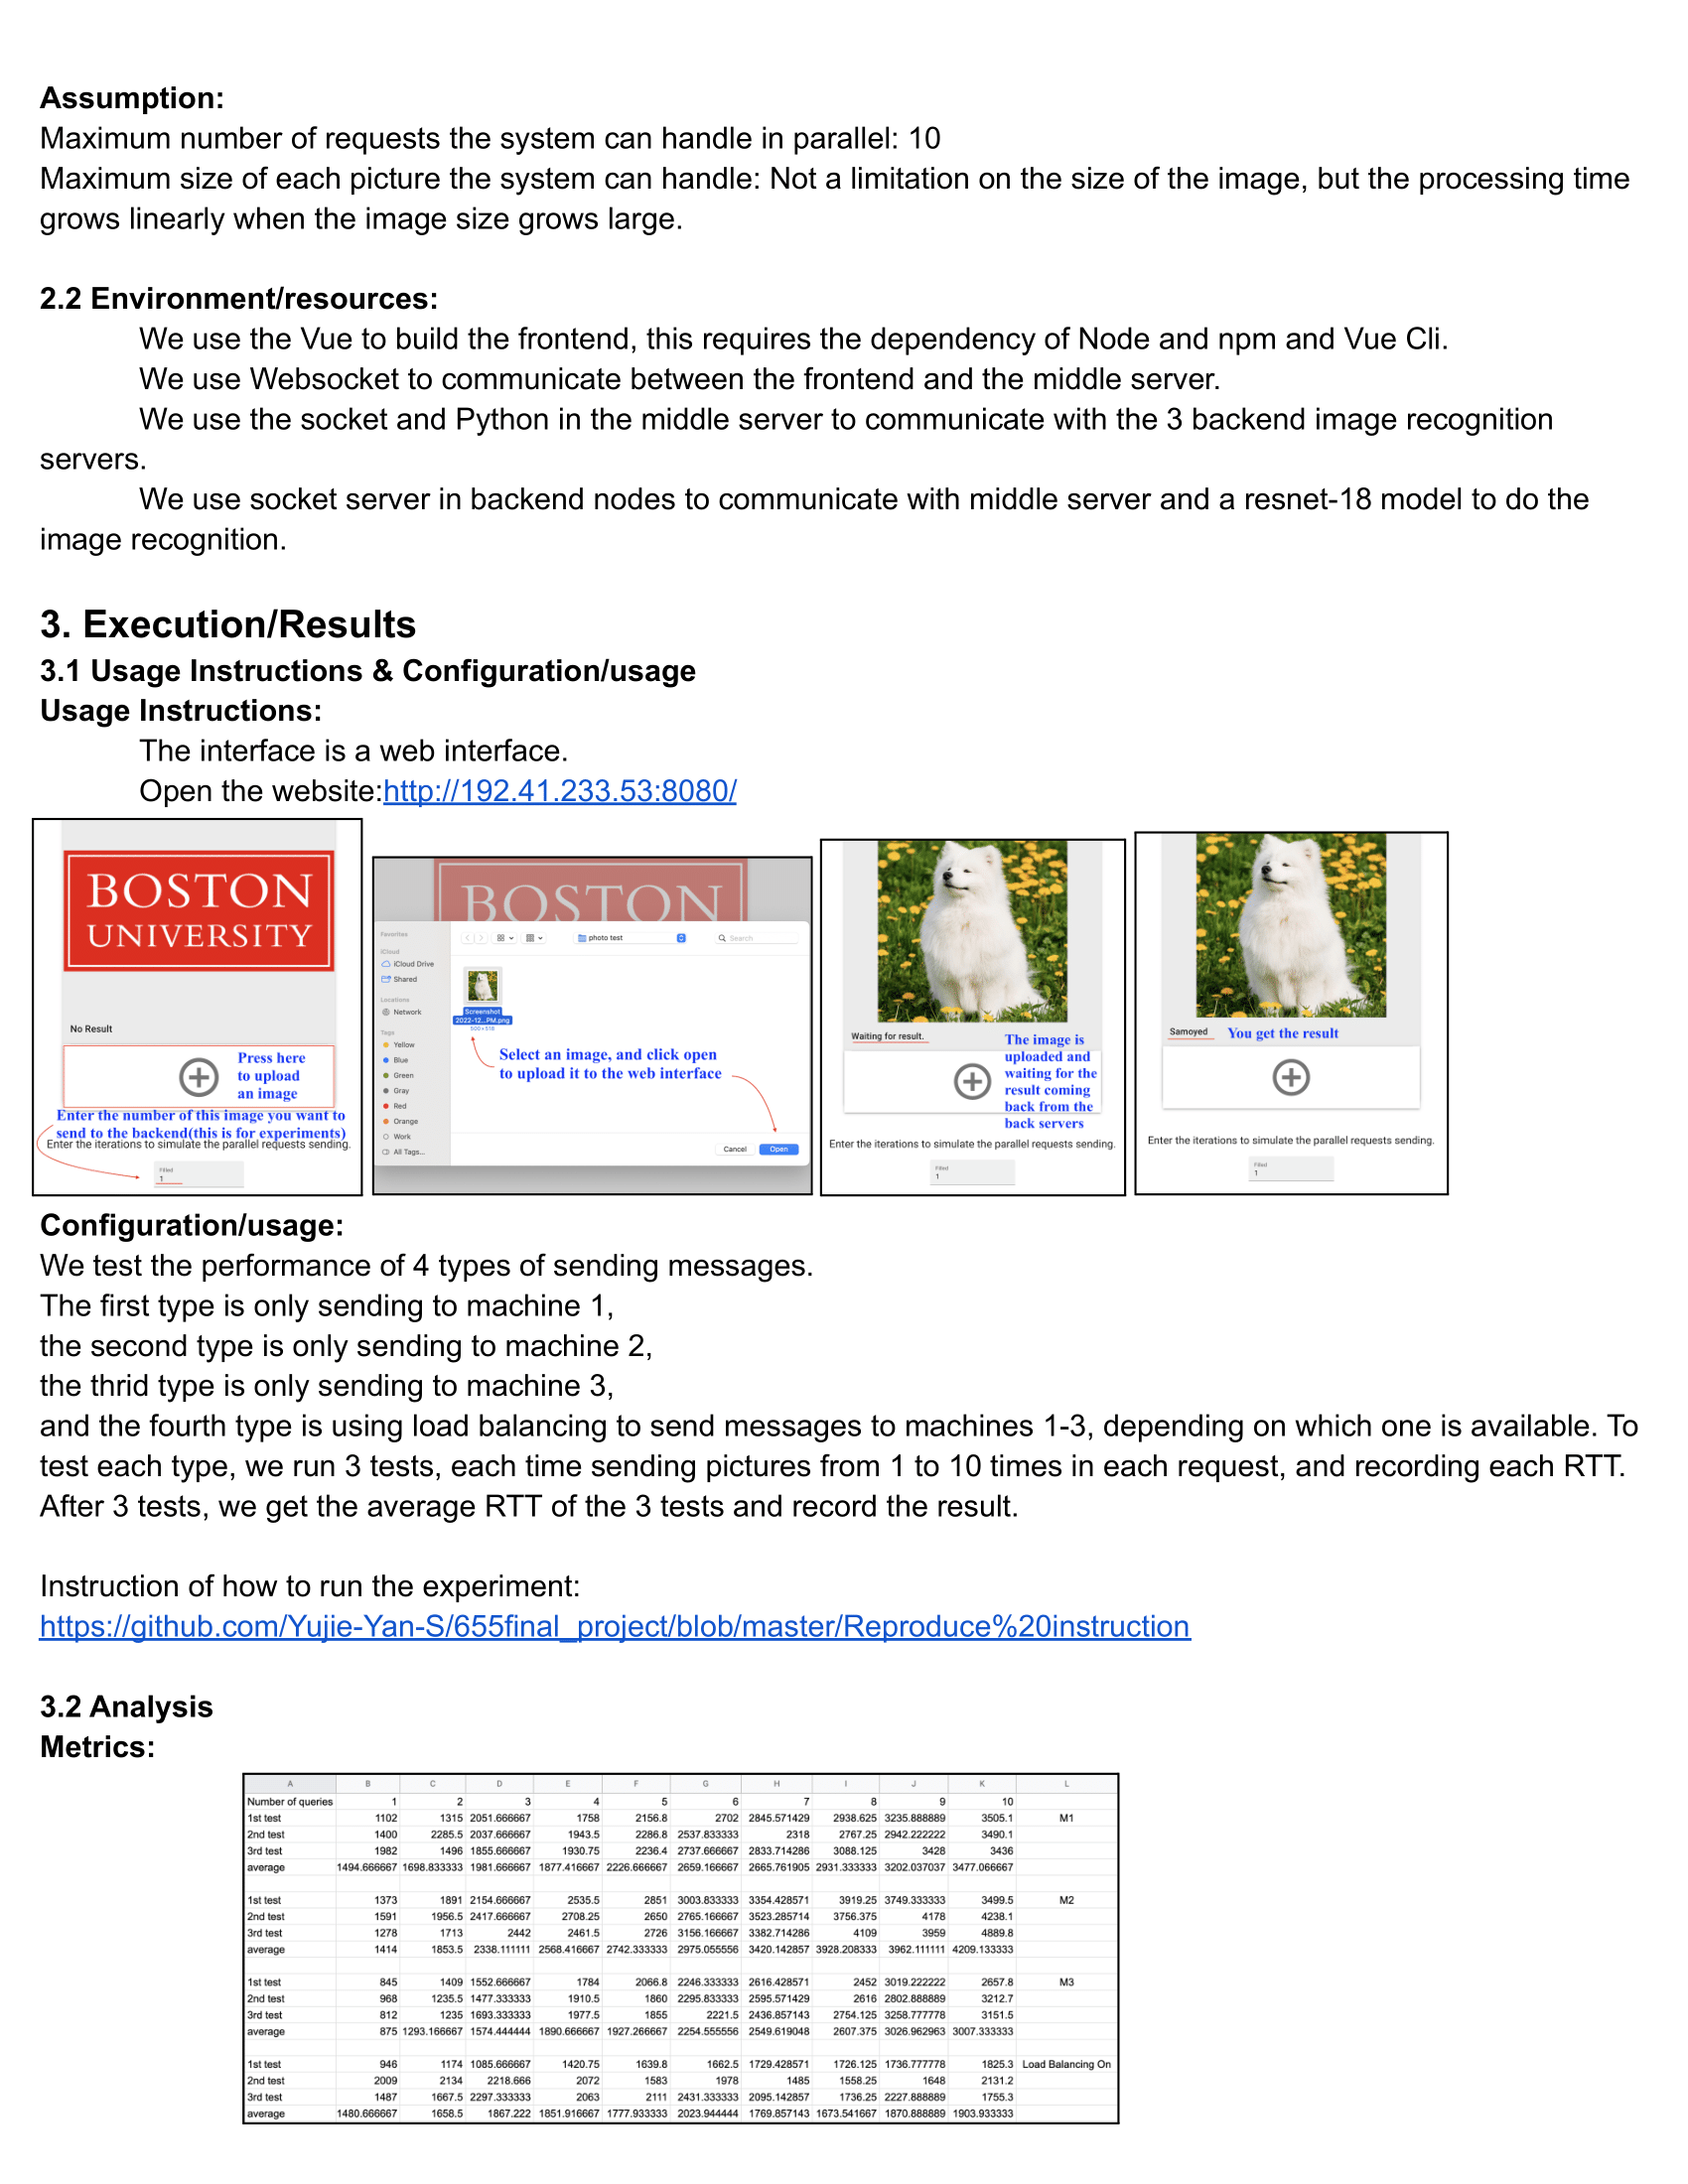 Assumption:
Maximum number of requests the system can handle in parallel: 10
Maximum size of each picture the system can handle: Not a limitation on the size of the image, but the processing time
grows linearly when the image size grows large.
2.2 Environment/resources:
We use the Vue to build the frontend, this requires the dependency of Node and npm and Vue Cli.
We use Websocket to communicate between the frontend and the middle server.
We use the socket and Python in the middle server to communicate with the 3 backend image recognition
servers.
We use socket server in backend nodes to communicate with middle server and a resnet-18 model to do the
image recognition.
3. Execution/Results
3.1 Usage Instructions & Configuration/usage
Usage Instructions:
The interface is a web interface.
Open the website:http://192.41.233.53:8080/
BOSTON
UNIVERSITY
No Result
Press here
to upload
an image
Enter the number of this image you want to
send to the backend(this is for experiments)
Enter the iterations to simulate the parallel requests sending.
Filled
1
BOSTON
Favorites
iCloud
iCloud Drive
Shared
Locations
Network
Tags
Yellow
Blue
Green
Gray
Red
Orange
Work
All Tags...
photo test
Search
Screenshot
2022-12...PM.png
500×518
Select an image, and click open
to upload it to the web interface
Cancel
Open
Waiting for result.
The image is
uploaded and
waiting for the
result coming
back from the
back servers
Enter the iterations to simulate the parallel requests sending.
Filled
1
Samoyed
You get the result
Enter the iterations to simulate the parallel requests sending.
Filled
1
Configuration/usage:
We test the performance of 4 types of sending messages.
The first type is only sending to machine 1,
the second type is only sending to machine 2,
the thrid type is only sending to machine 3,
and the fourth type is using load balancing to send messages to machines 1-3, depending on which one is available. To
test each type, we run 3 tests, each time sending pictures from 1 to 10 times in each request, and recording each RTT.
After 3 tests, we get the average RTT of the 3 tests and record the result.
Instruction of how to run the experiment:
https://github.com/Yujie-Yan-S/655final_project/blob/master/Reproduce%20instruction
3.2 Analysis
Metrics:
A B C D E F G H I J K L
Number of queries 1 2 3 4 5 6 7 8 9 10
1st test 1102 1315 2051.666667 1758 2156.8 2702 2845.571429 2938.625 3235.888889 3505.1 M1
2nd test 1400 2285.5 2037.666667 1943.5 2286.8 2537.833333 2318 2767.25 2942.222222 3490.1
3rd test 1982 1496 1855.666667 1930.75 2236.4 2737.666667 2833.714286 3088.125 3428 3436
average 1494.666667 1698.833333 1981.666667 1877.416667 2226.666667 2659.166667 2665.761905 2931.333333 3202.037037 3477.066667
1st test 1373 1891 2154.666667 2535.5 2851 3003.833333 3354.428571 3919.25 3749.333333 3499.5 M2
2nd test 1591 1956.5 2417.666667 2708.25 2650 2765.166667 3523.285714 3756.375 4178 4238.1
3rd test 1278 1713 2442 2461.5 2726 3156.166667 3382.714286 4109 3959 4889.8
average 1414 1853.5 2338.111111 2568.416667 2742.333333 2975.055556 3420.142857 3928.208333 3962.111111 4209.133333
1st test 845 1409 1552.666667 1784 2066.8 2246.333333 2616.428571 2452 3019.222222 2657.8 M3
2nd test 968 1235.5 1477.333333 1910.5 1860 2295.833333 2595.571429 2616 2802.888889 3212.7
3rd test 812 1235 1693.333333 1977.5 1855 2221.5 2436.857143 2754.125 3258.777778 3151.5
average 875 1293.166667 1574.444444 1890.666667 1927.266667 2254.555556 2549.619048 2607.375 3026.962963 3007.333333
1st test 946 1174 1085.666667 1420.75 1639.8 1662.5 1729.428571 1726.125 1736.777778 1825.3 Load Balancing On
2nd test 2009 2134 2218.666 2072 1583 1978 1485 1558.25 1648 2131.2
3rd test 1487 1667.5 2297.333333 2063 2111 2431.333333 2095.142857 1736.25 2227.888889 1755.3
average 1480.666667 1658.5 1867.222 1851.916667 1777.933333 2023.944444 1769.857143 1673.541667 1870.888889 1903.933333